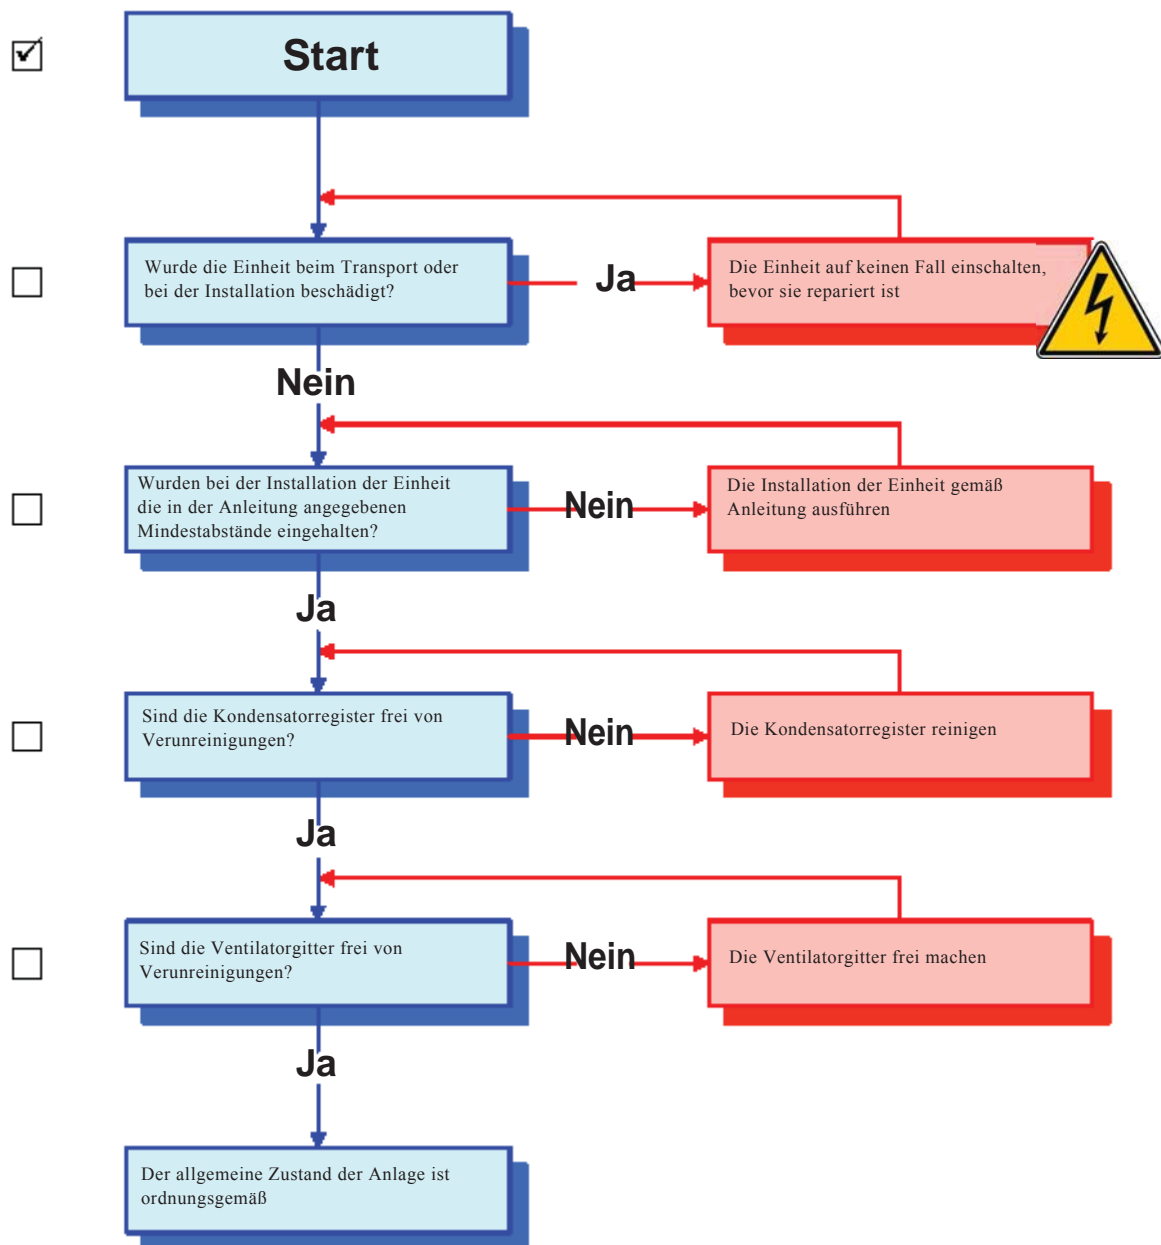 Start
Wurde die Einheit beim Transport oder
bei der Installation beschädigt?
Ja
Die Einheit auf keinen Fall einschalten,
bevor sie repariert ist
Nein
Wurden bei der Installation der Einheit
die in der Anleitung angegebenen
Mindestabstände eingehalten?
Nein
Die Installation der Einheit gemäß
Anleitung ausführen
Ja
Sind die Kondensatorregister frei von
Verunreinigungen?
Nein
Die Kondensatorregister reinigen
Ja
Sind die Ventilatorgitter frei von
Verunreinigungen?
Nein
Die Ventilatorgitter frei machen
Ja
Der allgemeine Zustand der Anlage ist
ordnungsgemäß